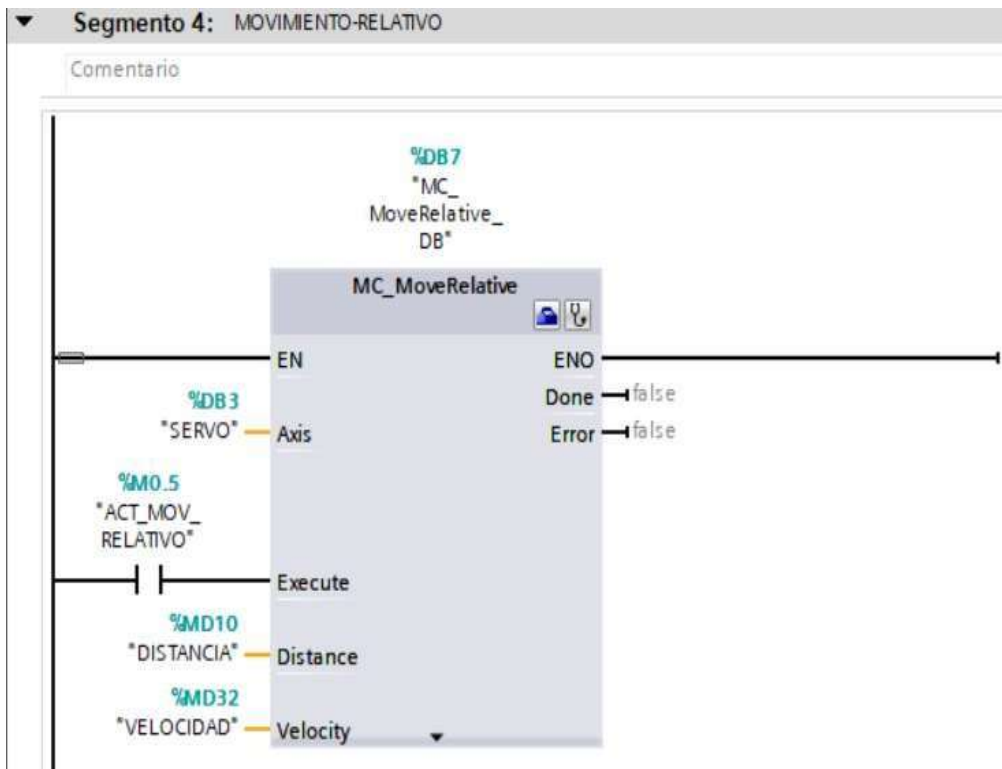 Segmento 4: MOVIMIENTO-RELATIVO
Comentario
%DB7
"MC_
MoveRelative_
DB"
MC_MoveRelative
EN ENO
%DB3
"SERVO" Axis
Done false
Error false
%M0.5
"ACT_MOV_
RELATIVO"
Execute
%MD10
"DISTANCIA" Distance
%MD32
"VELOCIDAD" Velocity